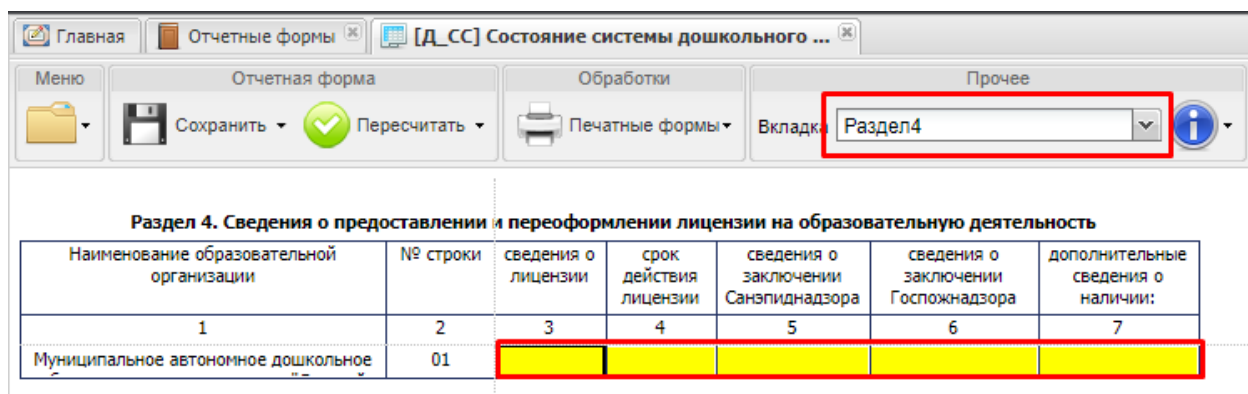 Главная Отчетные формы [Д_СС] Состояние системы дошкольного ...
Меню Отчетная форма Обработки Прочее
Сохранить Пересчитать Печатные формы Вкладка Раздел4
Раздел 4. Сведения о предоставлении и переоформлении лицензии на образовательную деятельность
Наименование образовательной № строки сведения о срок сведения о сведения о дополнительные
организации лицензии действия заключении заключении сведения о
лицензии Санэпиднадзора Госпожнадзора наличии:
1 2 3 4 5 6 7
Муниципальное автономное дошкольное 01